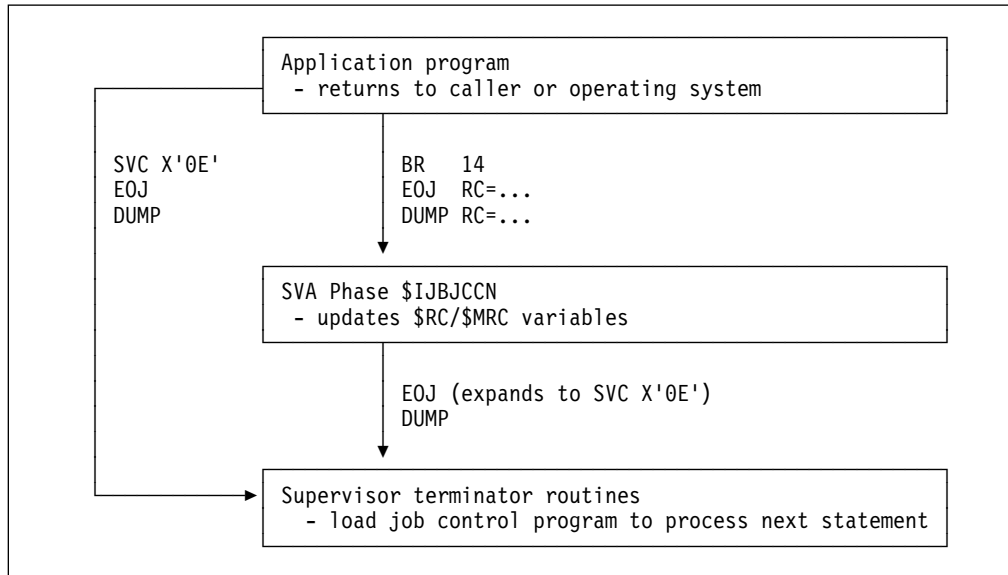 Application program
- returns to caller or operating system
SVC X'0E'
EOJ
DUMP
BR 14
EOJ RC=...
DUMP RC=...
SVA Phase $IJBJCCN
- updates $RC/$MRC variables
EOJ (expands to SVC X'0E')
DUMP
Supervisor terminator routines
- load job control program to process next statement